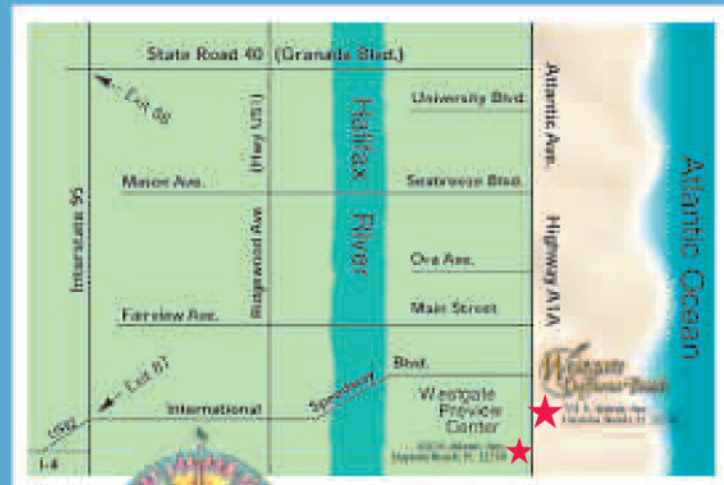 State Road 40 (Granada Blvd.)
Exit 88
University Blvd.
Atlantic Ave.
(Hwy US1)
Halifax River
Mason Ave.
Seabreeze Blvd.
Atlantic Ocean
Interstate 95
Ridgewood Ave
Highway A1A
Ora Ave.
Main Street
Fairview Ave.
Exit 87
Blvd.
Speedway
International
Westgate
Preview
Center
Westgate
Daytona Beach
I-4